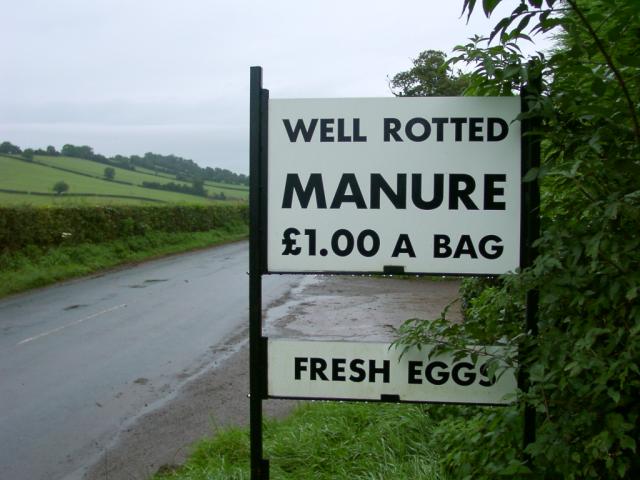 WELL ROTTED
MANURE
£1.00 A BAG
FRESH EGGS